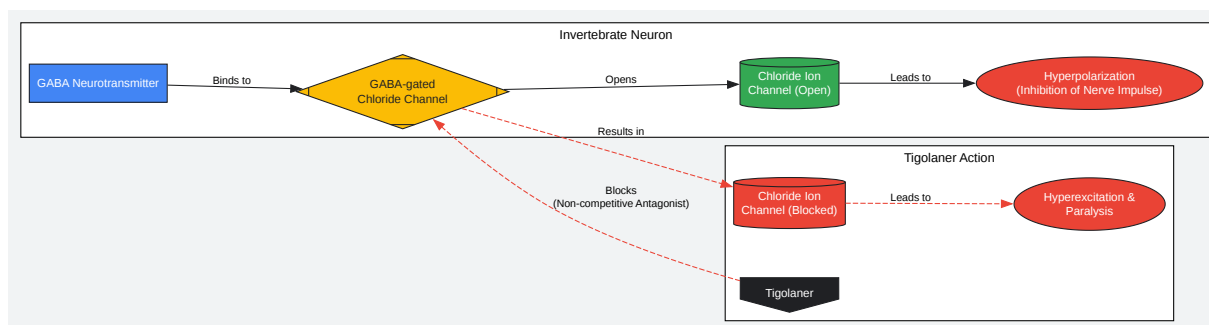 Invertebrate Neuron
GABA Neurotransmitter
Binds to
GABA-gated
Chloride Channel
Opens
Chloride Ion
Channel (Open)
Leads to
Hyperpolarization
(Inhibition of Nerve Impulse)
Results in
Tigolaner Action
Blocks
(Non-competitive Antagonist)
Chloride Ion
Channel (Blocked)
Leads to
Hyperexcitation &
Paralysis
Tigolaner